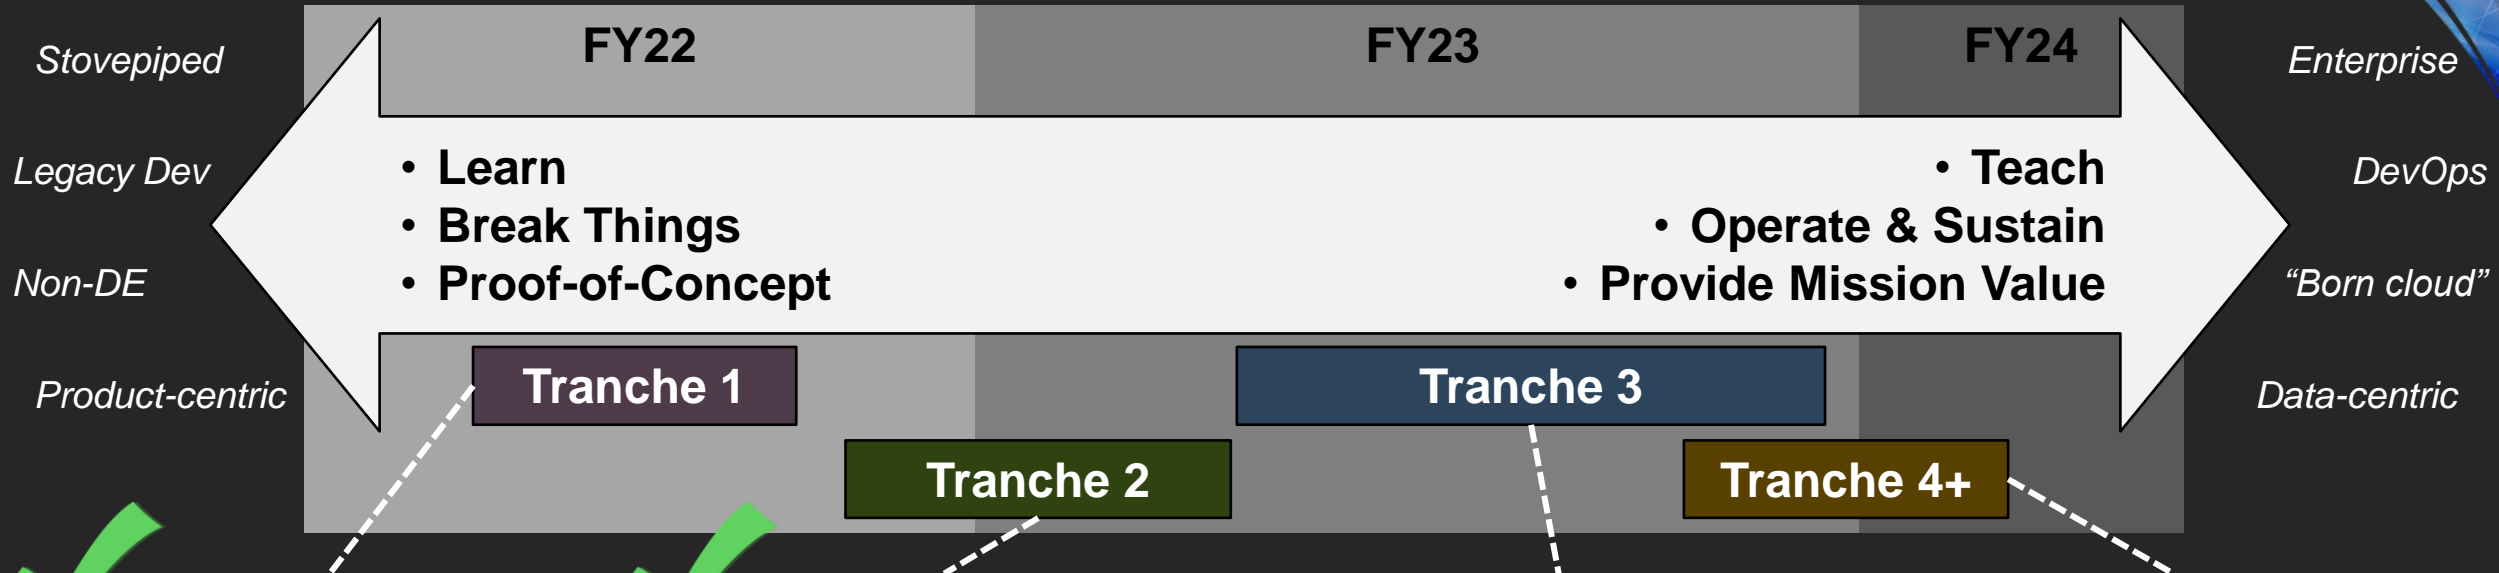 FY22
FY23
FY24
Stovepiped
Legacy Dev
Non-DE
Product-centric
• Learn
• Break Things
• Proof-of-Concept
• Teach
• Operate & Sustain
• Provide Mission Value
Enterprise
DevOps
“Born cloud”
Data-centric
Tranche 1
Tranche 2
Tranche 3
Tranche 4+